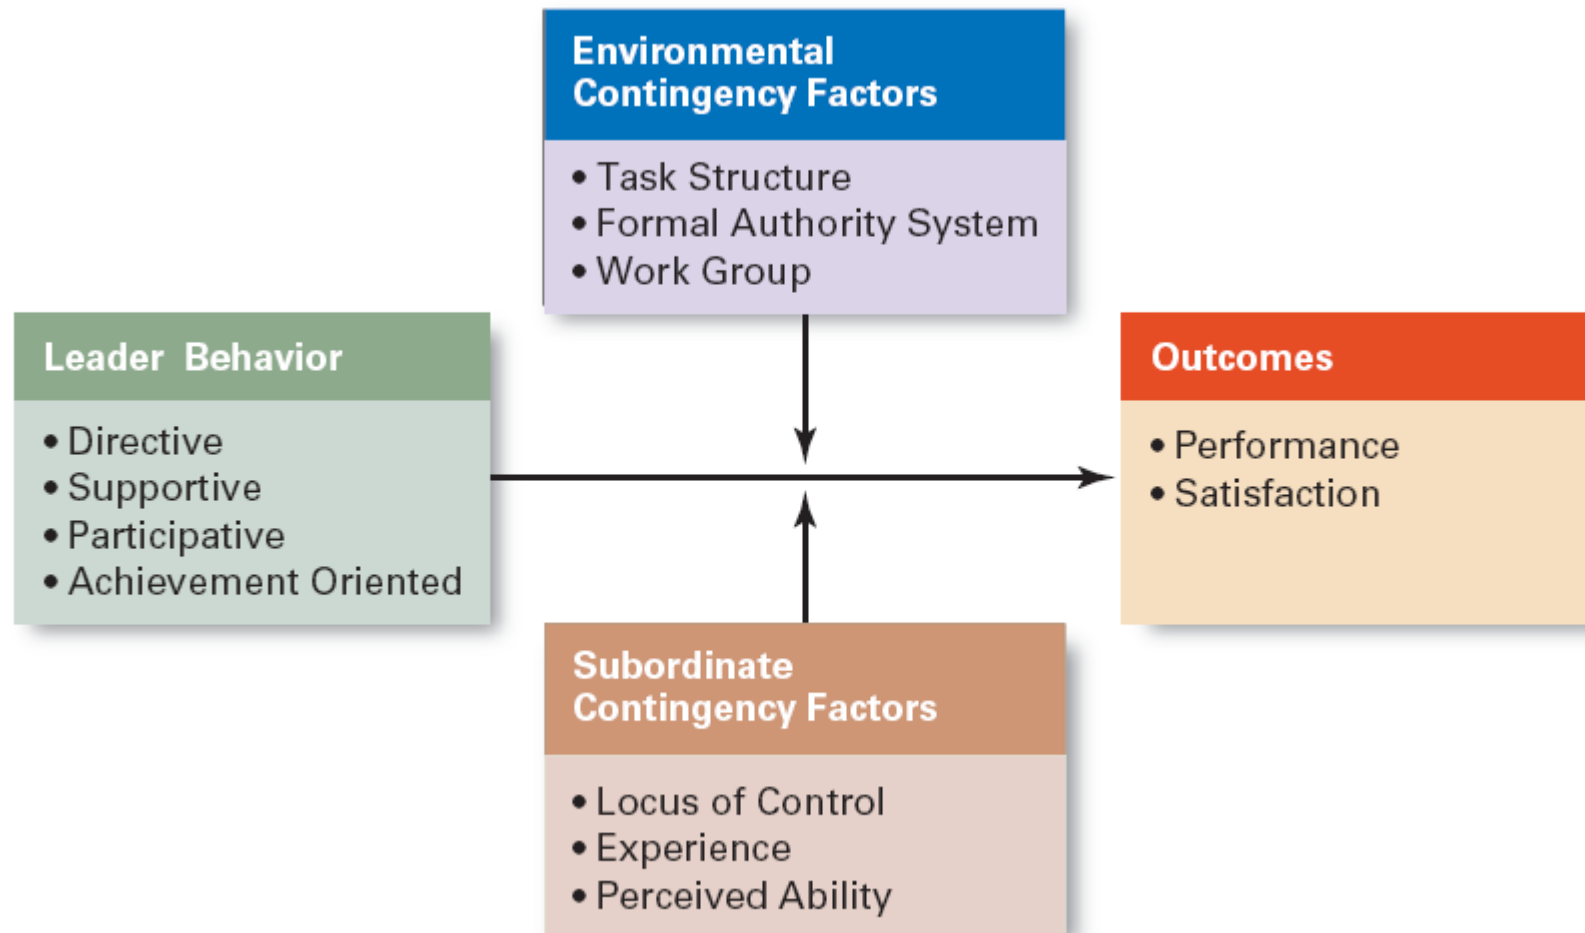 Environmental
Contingency Factors
• Task Structure
• Formal Authority System
• Work Group
Leader Behavior
• Directive
• Supportive
• Participative
• Achievement Oriented
Outcomes
• Performance
• Satisfaction
Subordinate
Contingency Factors
• Locus of Control
• Experience
• Perceived Ability